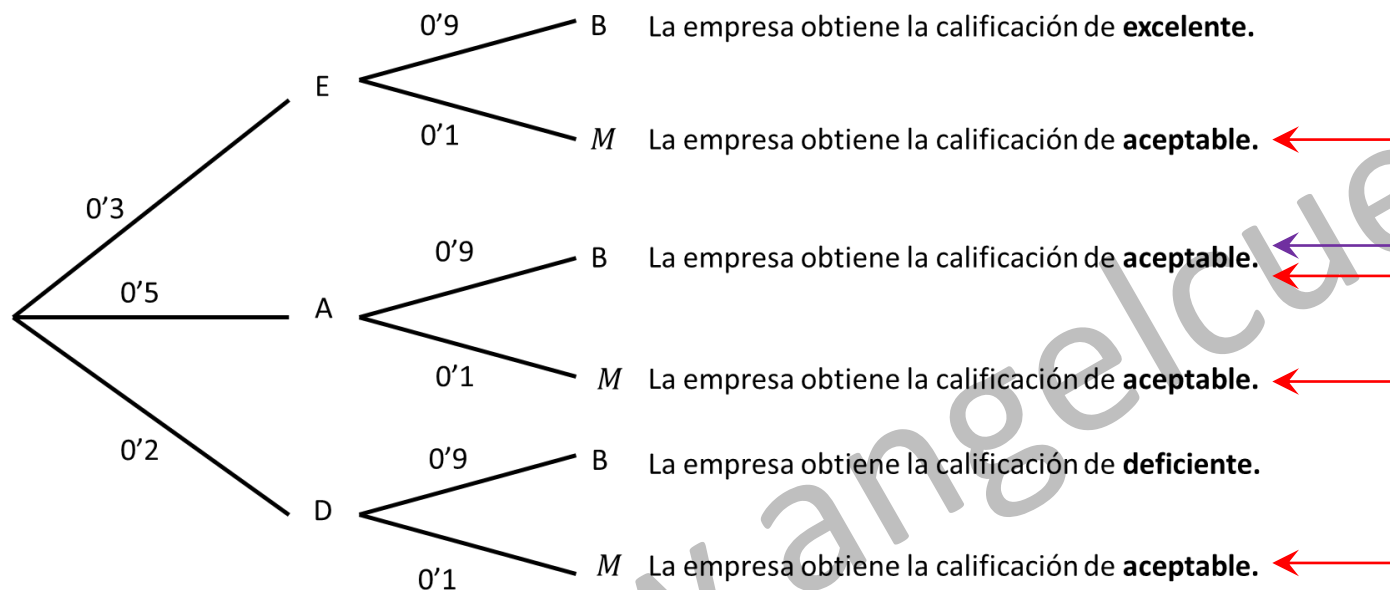 0’9 B La empresa obtiene la calificación de excelente.
E
0’1 M La empresa obtiene la calificación de aceptable.
0’3
0’9 B La empresa obtiene la calificación de aceptable.
0’5 A
0’1 M La empresa obtiene la calificación de aceptable.
0’2
0’9 B La empresa obtiene la calificación de deficiente.
D
0’1 M La empresa obtiene la calificación de aceptable.
angelcue